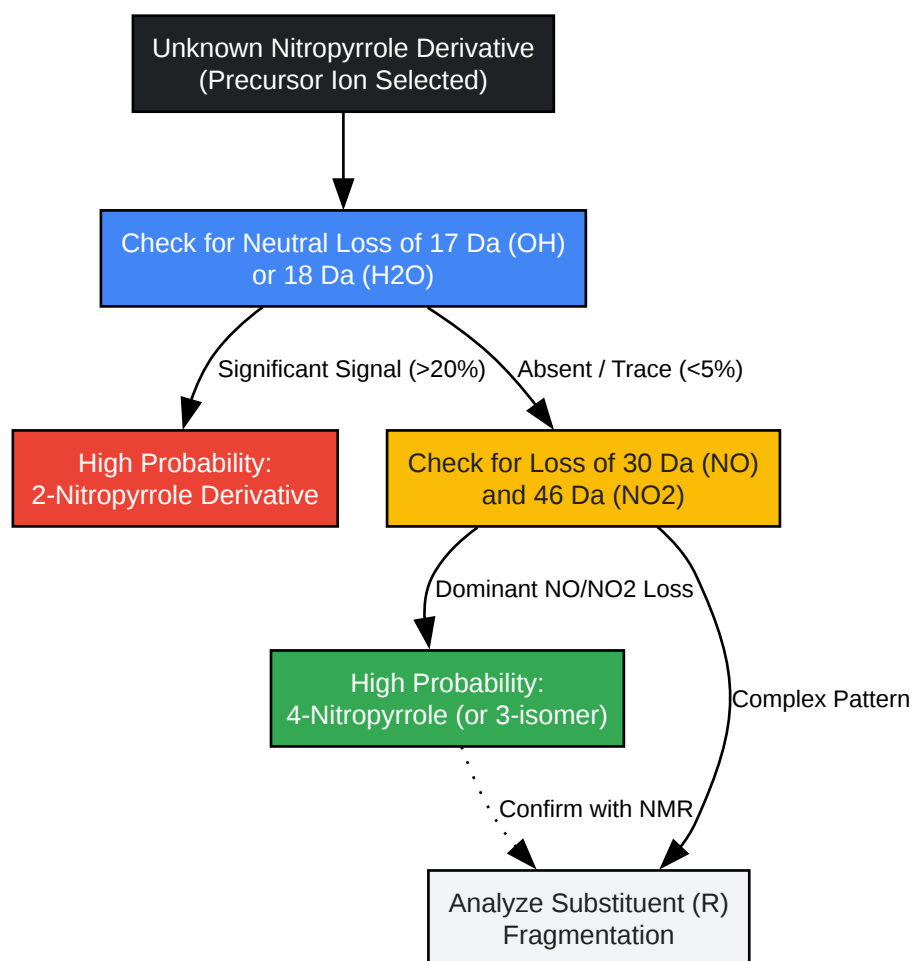 Unknown Nitropyrrole Derivative
(Precursor Ion Selected)
Check for Neutral Loss of 17 Da (OH)
or 18 Da (H2O)
Significant Signal (>20%)
Absent / Trace (<5%)
High Probability:
2-Nitropyrrole Derivative
Check for Loss of 30 Da (NO)
and 46 Da (NO2)
Dominant NO/NO2 Loss
High Probability:
4-Nitropyrrole (or 3-isomer)
Complex Pattern
Confirm with NMR
Analyze Substituent (R)
Fragmentation